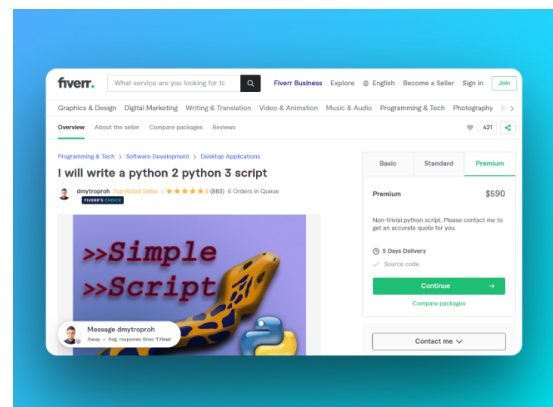 fiverr.
What service are you looking for tc
Fiverr Business Explore English Become a Seller Sign in Join
Graphics & Design Digital Marketing Writing & Translation Video & Animation Music & Audio Programming & Tech Photography
Overview About the seller Compare packages Reviews
421
Programming & Tech > Software Development > Desktop Applications
I will write a python 2 python 3 script
dmytroproh Top Rated Seller 5 (883) 6 Orders in Queue
FIVERR'S CHOICE
>>Simple
>>Script
Message dmytroproh
Away • Avg. response time: 1 Hour
Basic Standard Premium
Premium $590
Non-trivial python script, Please contact me to
get an accurate quote for you.
5 Days Delivery
Source code
Continue →
Compare packages
Contact me